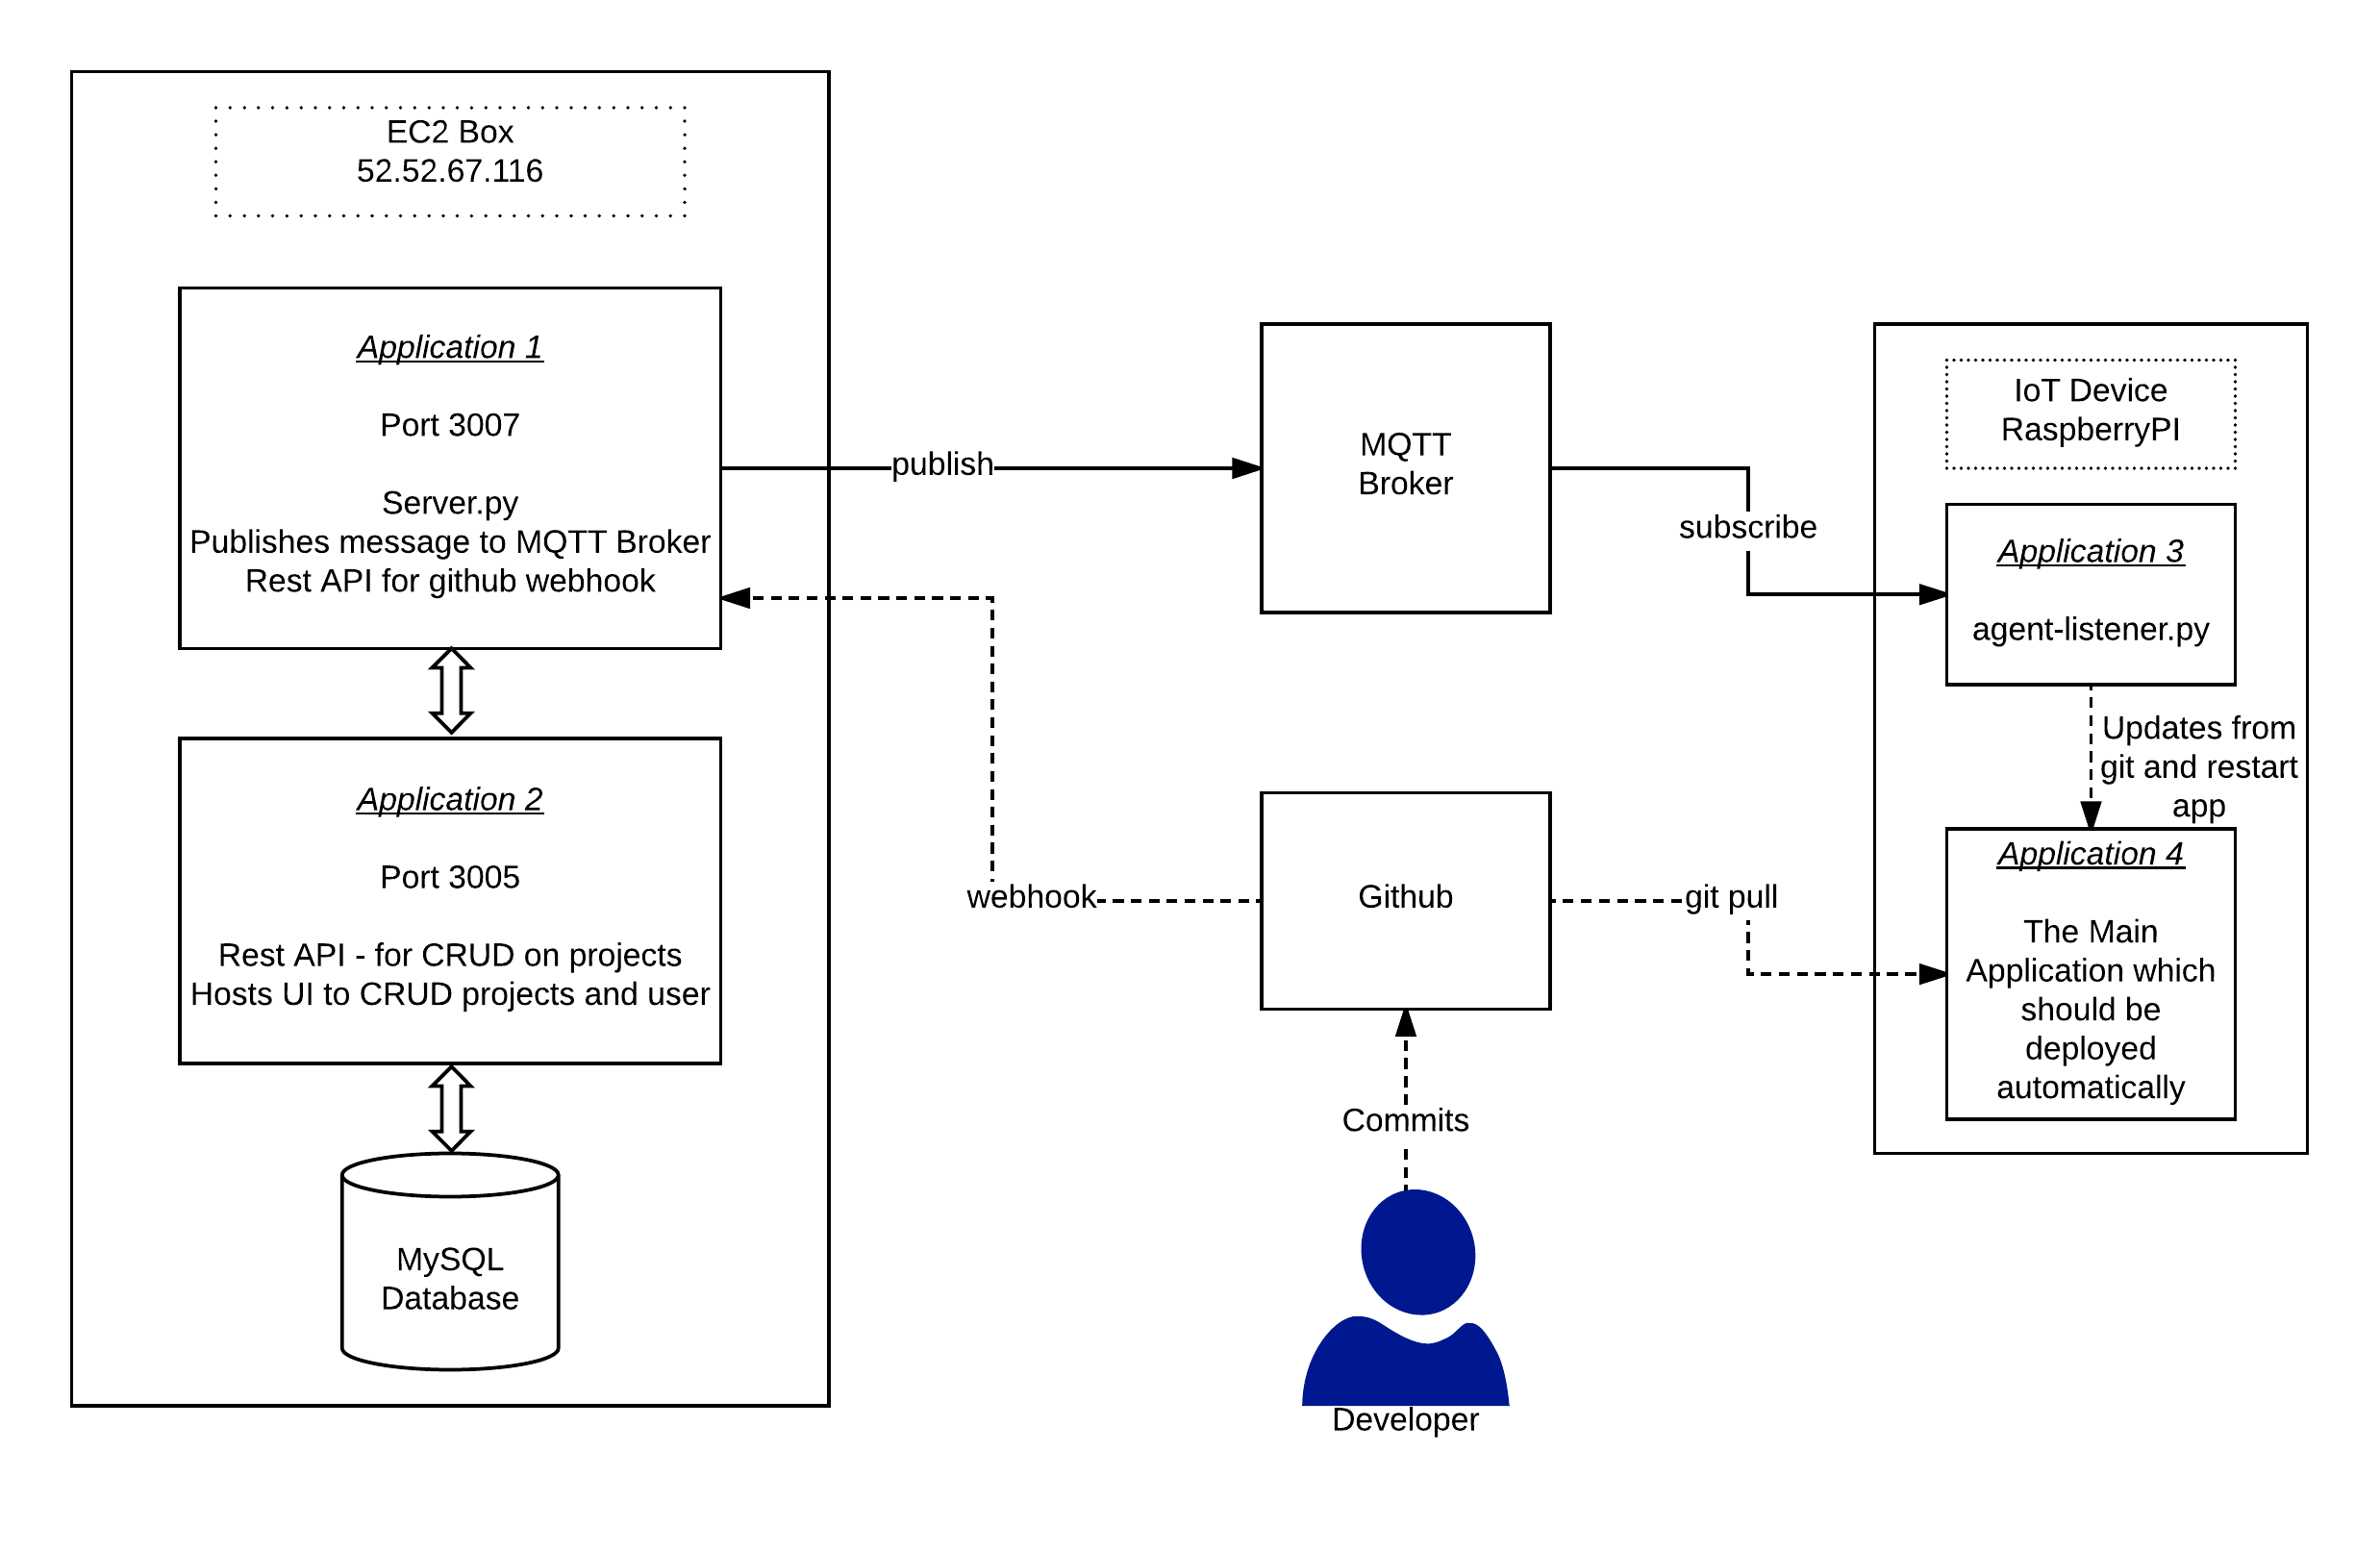 EC2 Box
52.52.67.116
Application 1
Port 3007
Server.py
Publishes message to MQTT Broker
Rest API for github webhook
Application 2
Port 3005
Rest API - for CRUD on projects
Hosts UI to CRUD projects and user
MySQL
Database
publish
webhook
MQTT
Broker
Github
Commits
Developer
subscribe
git pull
IoT Device
RaspberryPI
Application 3
agent-listener.py
Updates from
git and restart
app
Application 4
The Main
Application which
should be
deployed
automatically